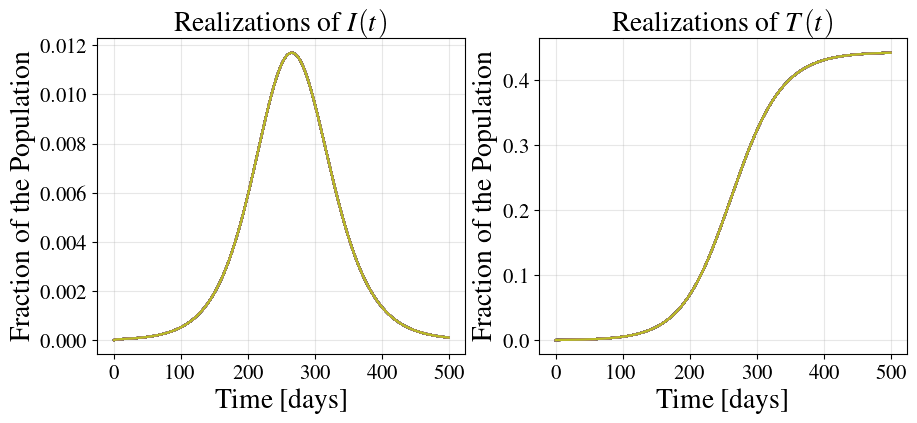 Realizations of I(t)
Fraction of the Population
0.012
0.010
0.008
0.006
0.004
0.002
0.000
0 100 200 300 400 500
Time [days]
Realizations of T(t)
Fraction of the Population
0.4
0.3
0.2
0.1
0.0
0 100 200 300 400 500
Time [days]